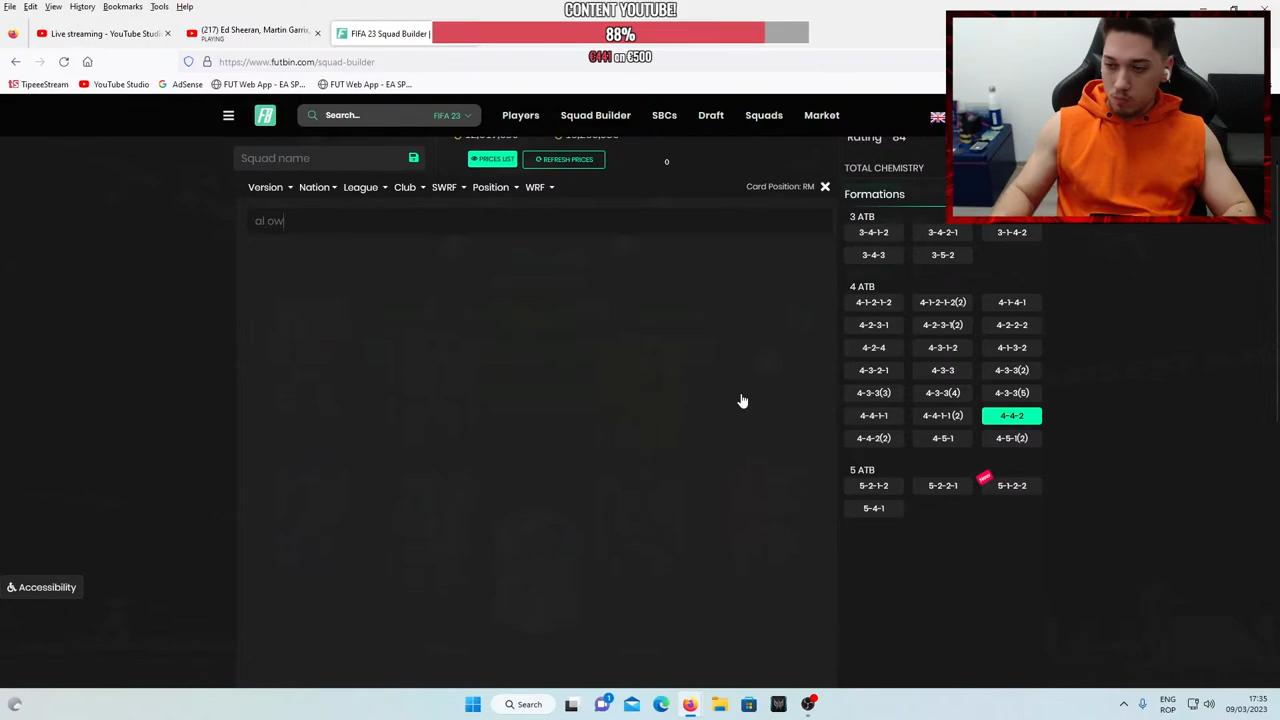 CONTENT YOUTUBE!
File Edit View History Bookmarks Tools Help
88%
Live streaming - YouTube Studi
(217) Ed Sheeran, Martin Garrix,
PLAYING
FIFA 23 Squad Builder |
€441 on €500
https://www.futbin.com/squad-builder
TipeeeStream
YouTube Studio
AdSense
FUT Web App - EA SP...
FUT Web App - EA SP...
Search...
FIFA 23
Players
Squad Builder
SBCs
Draft
Squads
Market
Rating 84
Squad name
PRICES LIST
REFRESH PRICES
0
TOTAL CHEMISTRY
Version
Nation
League
Club
SWRF
Position
WRF
Card Position: RM
Formations
al ow
3 ATB
3-4-1-2
3-4-2-1
3-1-4-2
3-4-3
3-5-2
4 ATB
4-1-2-1-2
4-1-2-1-2(2)
4-1-4-1
4-2-3-1
4-2-3-1(2)
4-2-2-2
4-2-4
4-3-1-2
4-1-3-2
4-3-2-1
4-3-3
4-3-3(2)
4-3-3(3)
4-3-3(4)
4-3-3(5)
4-4-1-1
4-4-1-1 (2)
4-4-2
4-4-2(2)
4-5-1
4-5-1(2)
5 ATB
New
5-2-1-2
5-2-2-1
5-1-2-2
5-4-1
Accessibility
Search
1
ENG
ROP
17:35
09/03/2023